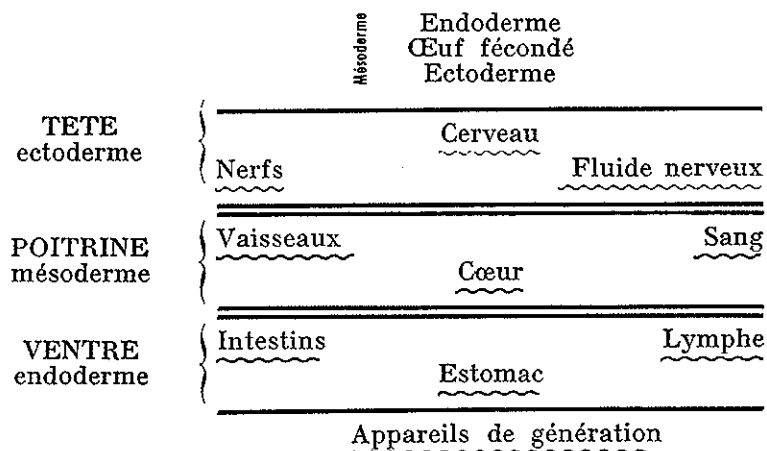 Mésoderme
Endoderme
Œuf fécondé
Ectoderme
TETE
ectoderme
Cerveau
Nerfs Fluide nerveux
POITRINE
mésoderme
Vaisseaux Sang
Cœur
VENTRE
endoderme
Intestins Lymphe
Estomac
Appareils de génération